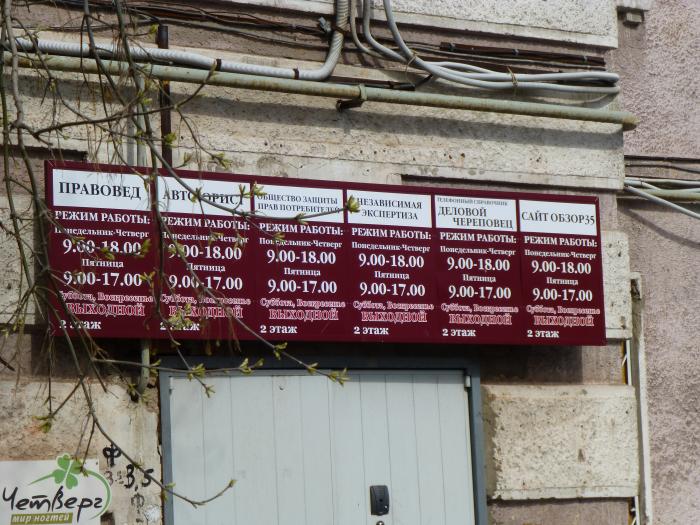 ПРАВОВЕД
РЕЖИМ РАБОТЫ:
Понедельник-Четверг
9.00-18.00
Пятница
9.00-17.00
Суббота, Воскресенье
ВЫХОДНОЙ
2 этаж
АВТОЮРИСТ
РЕЖИМ РАБОТЫ:
Понедельник-Четверг
9.00-18.00
Пятница
9.00-17.00
Суббота, Воскресенье
ВЫХОДНОЙ
2 этаж
ОБЩЕСТВО ЗАЩИТЫ
ПРАВ ПОТРЕБИТЕЛЕЙ
РЕЖИМ РАБОТЫ:
Понедельник-Четверг
9.00-18.00
Пятница
9.00-17.00
Суббота, Воскресенье
ВЫХОДНОЙ
2 этаж
НЕЗАВИСИМАЯ
ЭКСПЕРТИЗА
РЕЖИМ РАБОТЫ:
Понедельник-Четверг
9.00-18.00
Пятница
9.00-17.00
Суббота, Воскресенье
ВЫХОДНОЙ
2 этаж
ТЕЛЕФОННЫЙ СПРАВОЧНИК
ДЕЛОВОЙ
ЧЕРЕПОВЕЦ
РЕЖИМ РАБОТЫ:
Понедельник-Четверг
9.00-18.00
Пятница
9.00-17.00
Суббота, Воскресенье
ВЫХОДНОЙ
2 этаж
САЙТ ОБЗОР35
РЕЖИМ РАБОТЫ:
Понедельник-Четверг
9.00-18.00
Пятница
9.00-17.00
Суббота, Воскресенье
ВЫХОДНОЙ
2 этаж
Четверг
мир ногтей